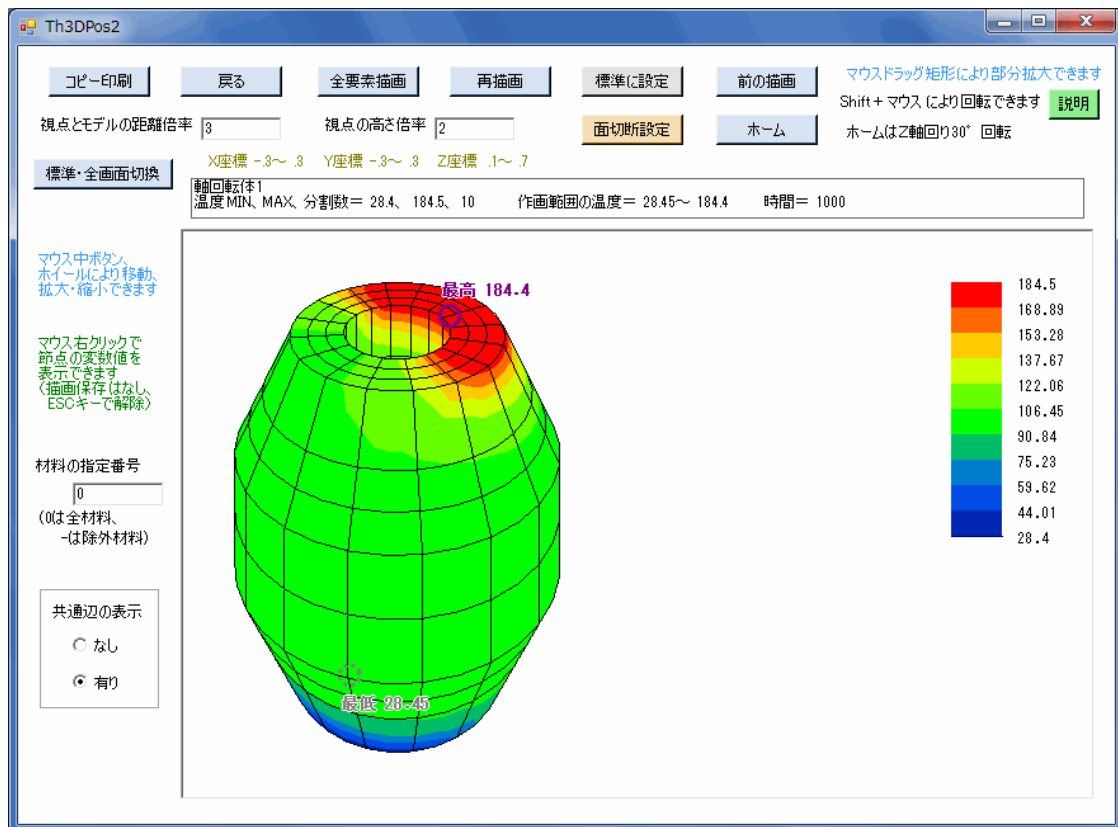 Th3DPos2
コピー印刷
戻る
全要素描画
再描画
標準に設定
前の描画
マウスドラッグ矩形により部分拡大できます
Shift+マウス により回転できます
説明
視点とモデルの距離倍率 3
視点の高さ倍率 2
面切断設定
ホーム
ホームはZ軸回り30° 回転
標準・全画面切換
X座標 -.3～ .3 Y座標 -.3～ .3 Z座標 .1～ .7
軸回転体1
温度MIN、MAX、分割数＝ 28.4、 184.5、 10 作画範囲の温度＝ 28.45～ 184.4 時間＝ 1000
マウス中ボタン、
ホイールにより移動、
拡大・縮小できます
マウス右クリックで
節点の変数値を
表示できます
(描画保存はなし、
ESCキーで解除)
材料の指定番号
0
(0は全材料、
-は除外材料)
共通辺の表示
なし
有り
最高 184.4
最低 28.45
184.5
168.89
153.28
137.67
122.06
106.45
90.84
75.23
59.62
44.01
28.4